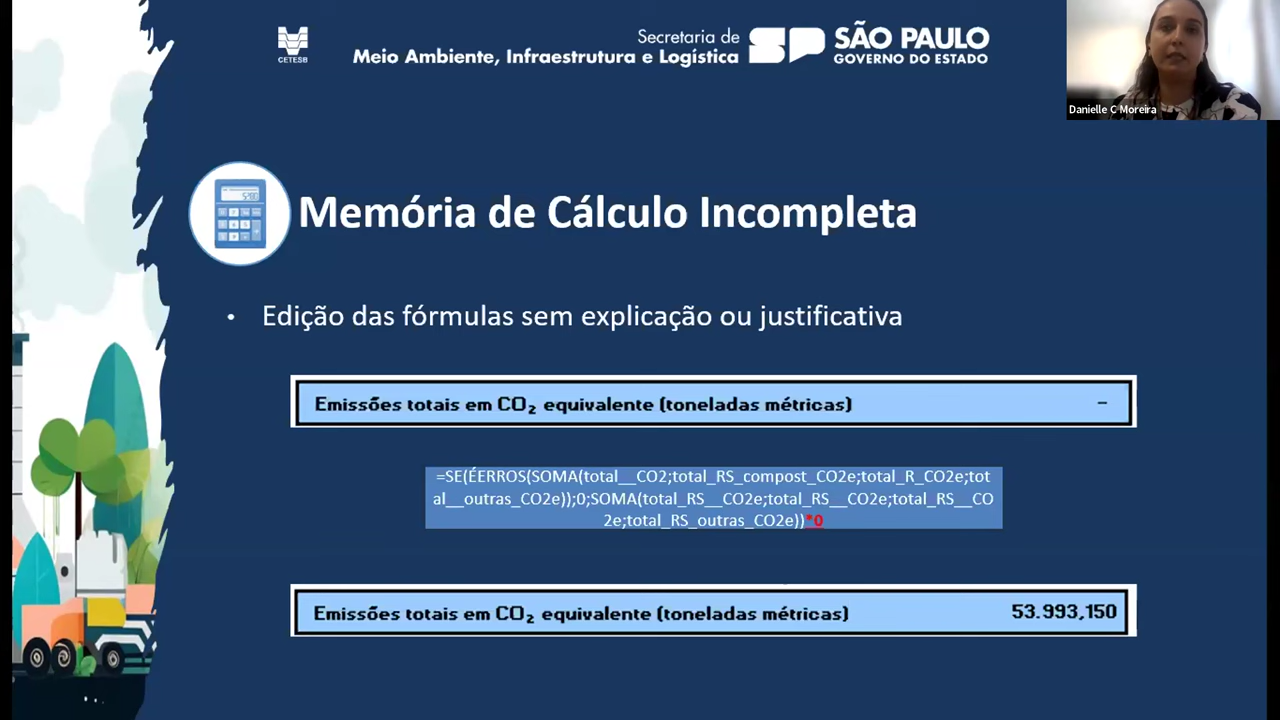 CETESB
Secretaria de
Meio Ambiente, Infraestrutura e Logística
SP
SÃO PAULO
GOVERNO DO ESTADO
Danielle C Moreira
Memória de Cálculo Incompleta
• Edição das fórmulas sem explicação ou justificativa
Emissões totais em CO₂ equivalente (toneladas métricas) -
=SE(ÉERROS(SOMA(total__CO2;total_RS_compost_CO2e;total_R_CO2e;tot
al__outras_CO2e));0;SOMA(total_RS__CO2e;total_RS__CO2e;total_RS__CO
2e;total_RS_outras_CO2e))*0
Emissões totais em CO₂ equivalente (toneladas métricas) 53.993,150